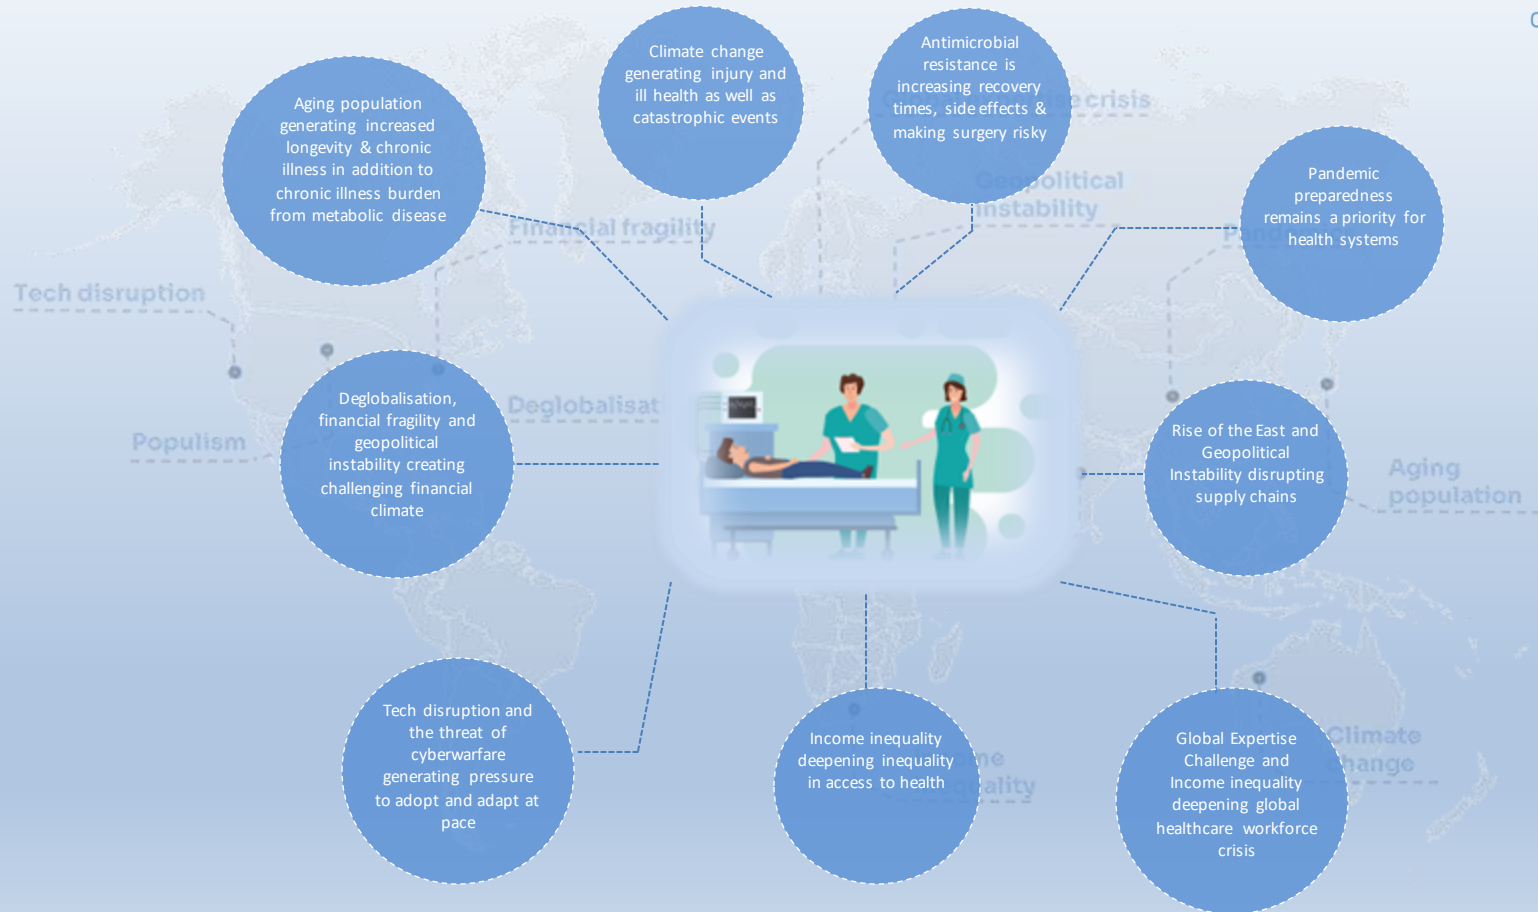 Climate change
generating injury and
ill health as well as
catastrophic events
Antimicrobial
resistance is
increasing recovery
times, side effects &
making surgery risky
Aging population
generating increased
longevity & chronic
illness in addition to
chronic illness burden
from metabolic disease
Pandemic
preparedness
remains a priority for
health systems
crisis
Geopolitical
instability
Financial fragility
Tech disruption
Deglobalisation,
financial fragility and
geopolitical
instability creating
challenging financial
climate
Deglobalisat
Populism
Rise of the East and
Geopolitical
Instability disrupting
supply chains
Aging
population
Tech disruption and
the threat of
cyberwarfare
generating pressure
to adopt and adapt at
pace
Income inequality
deepening inequality
in access to health
Global Expertise
Challenge and
Income inequality
deepening global
healthcare workforce
crisis
Climate
change